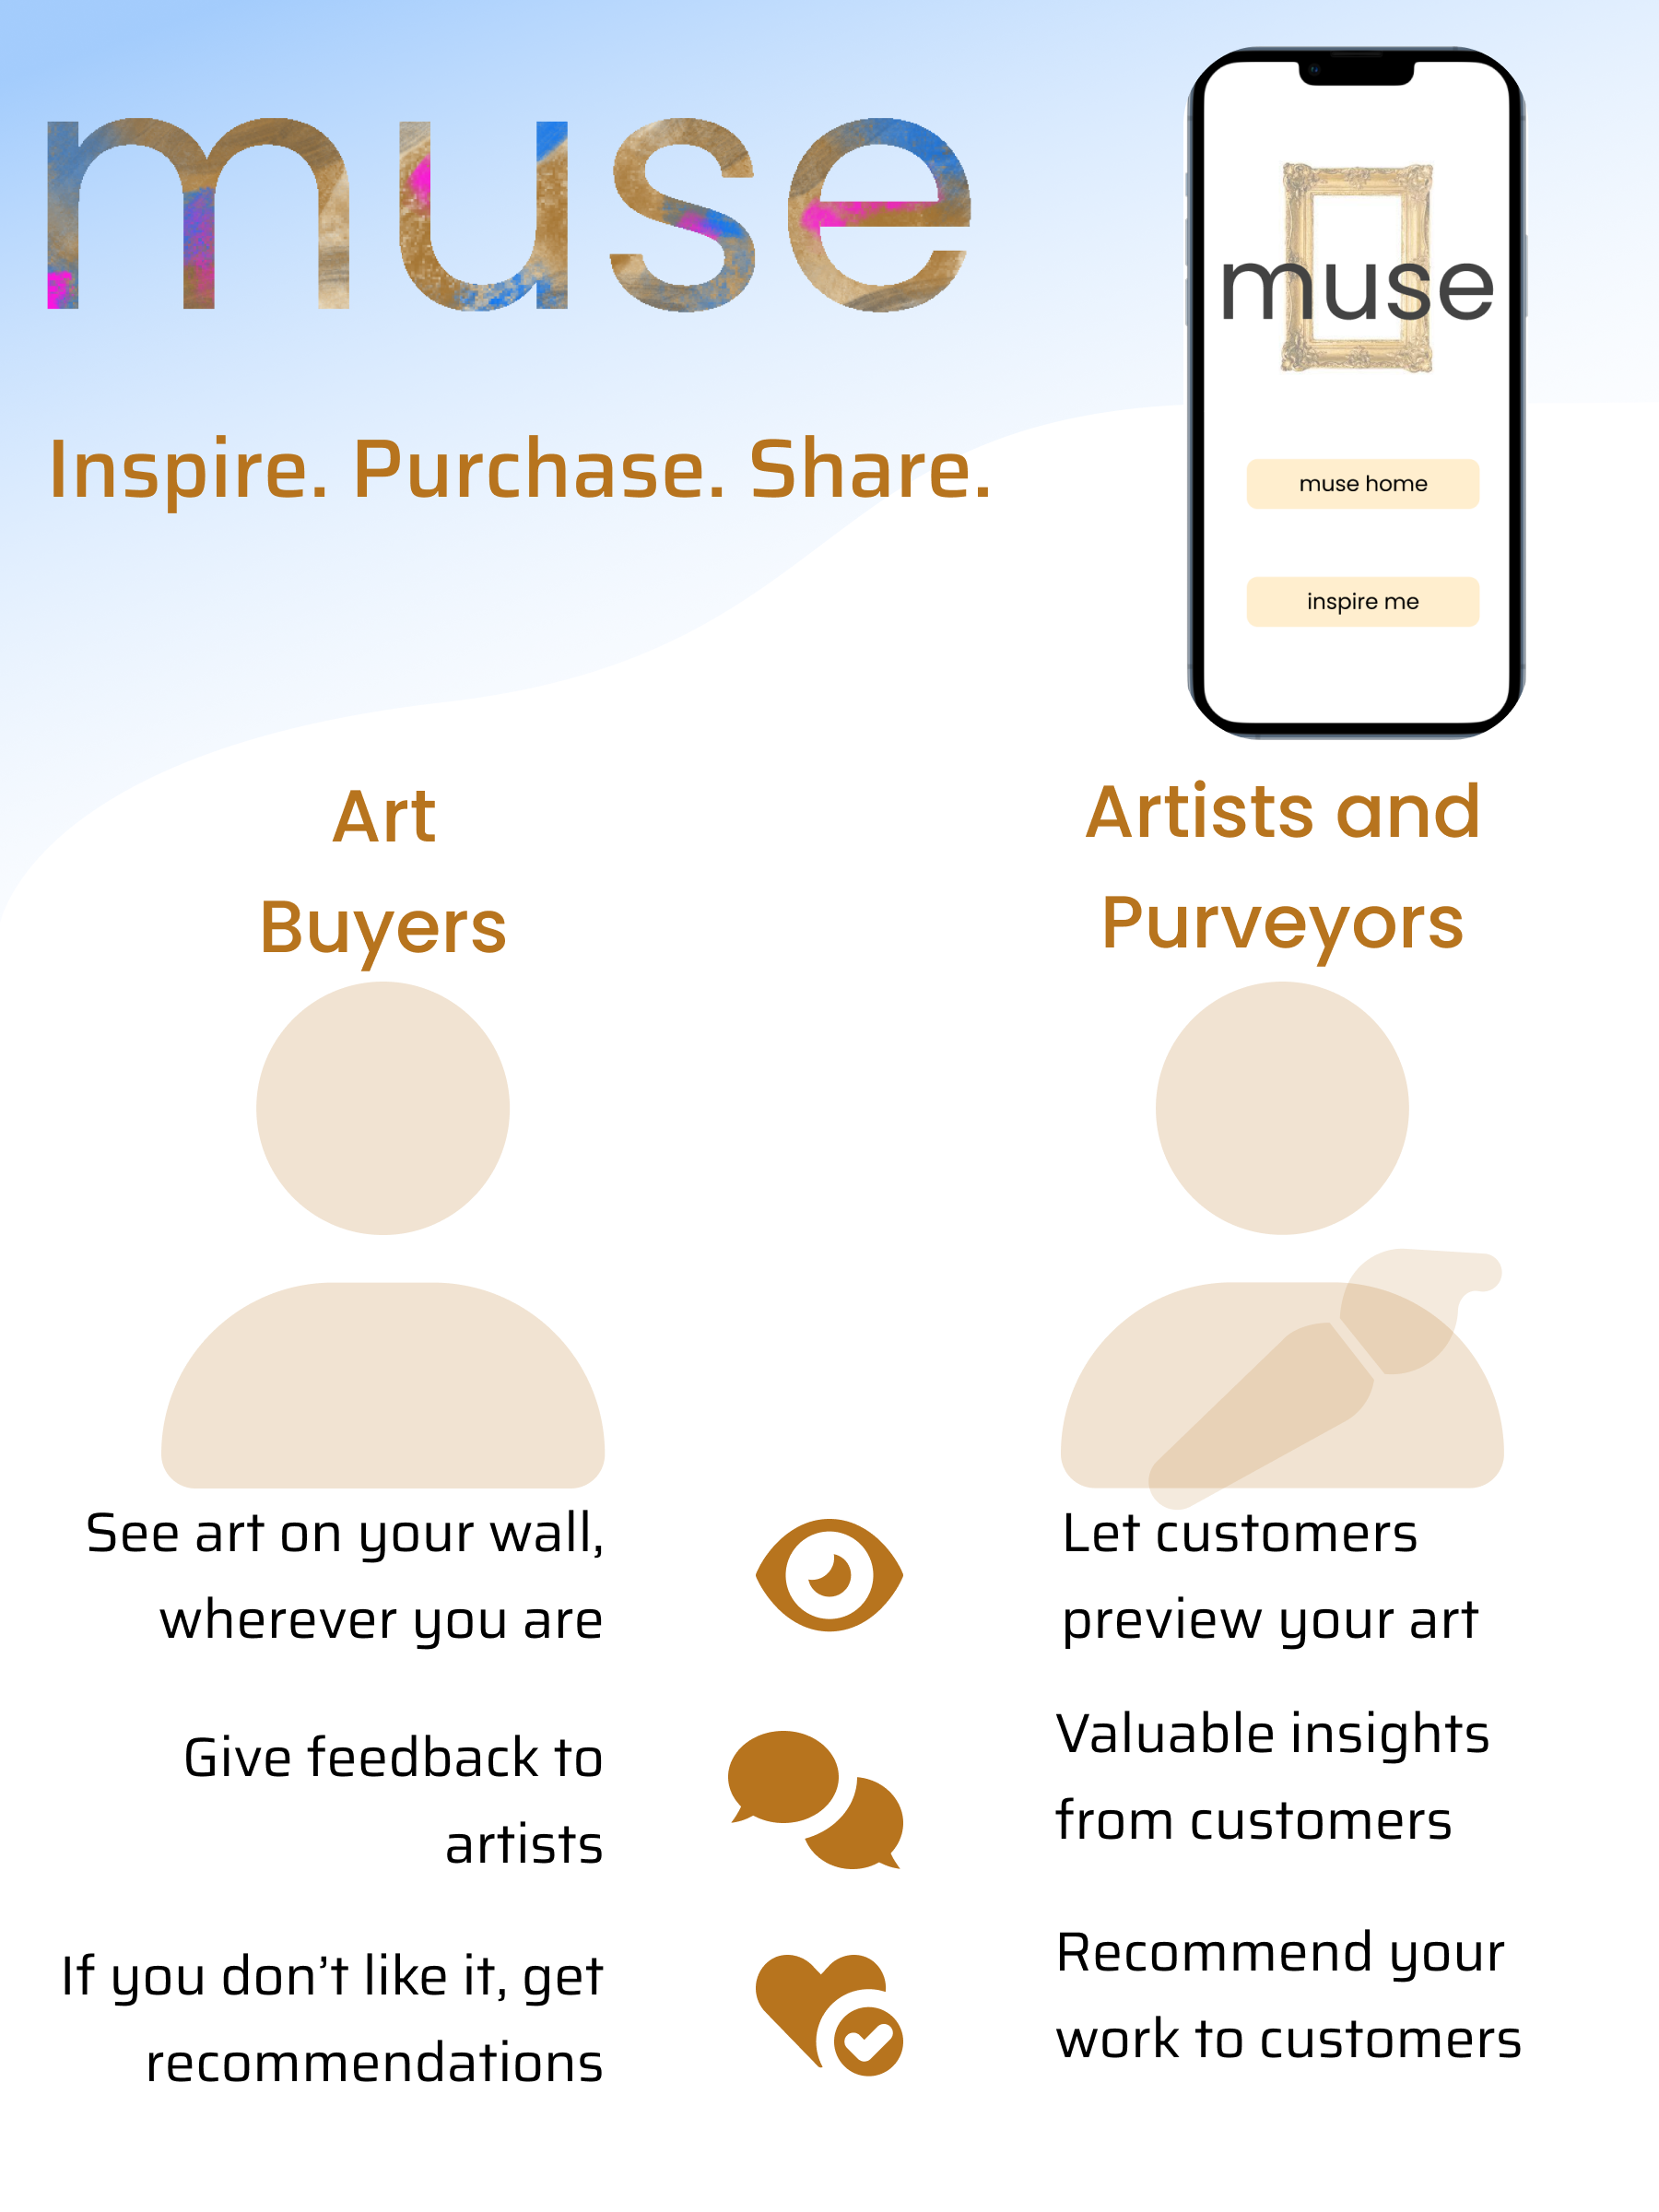 muse
Inspire. Purchase. Share.
muse
muse home
inspire me
Art
Buyers
See art on your wall,
wherever you are
Give feedback to
artists
If you don’t like it, get
recommendations
Artists and
Purveyors
Let customers
preview your art
Valuable insights
from customers
Recommend your
work to customers